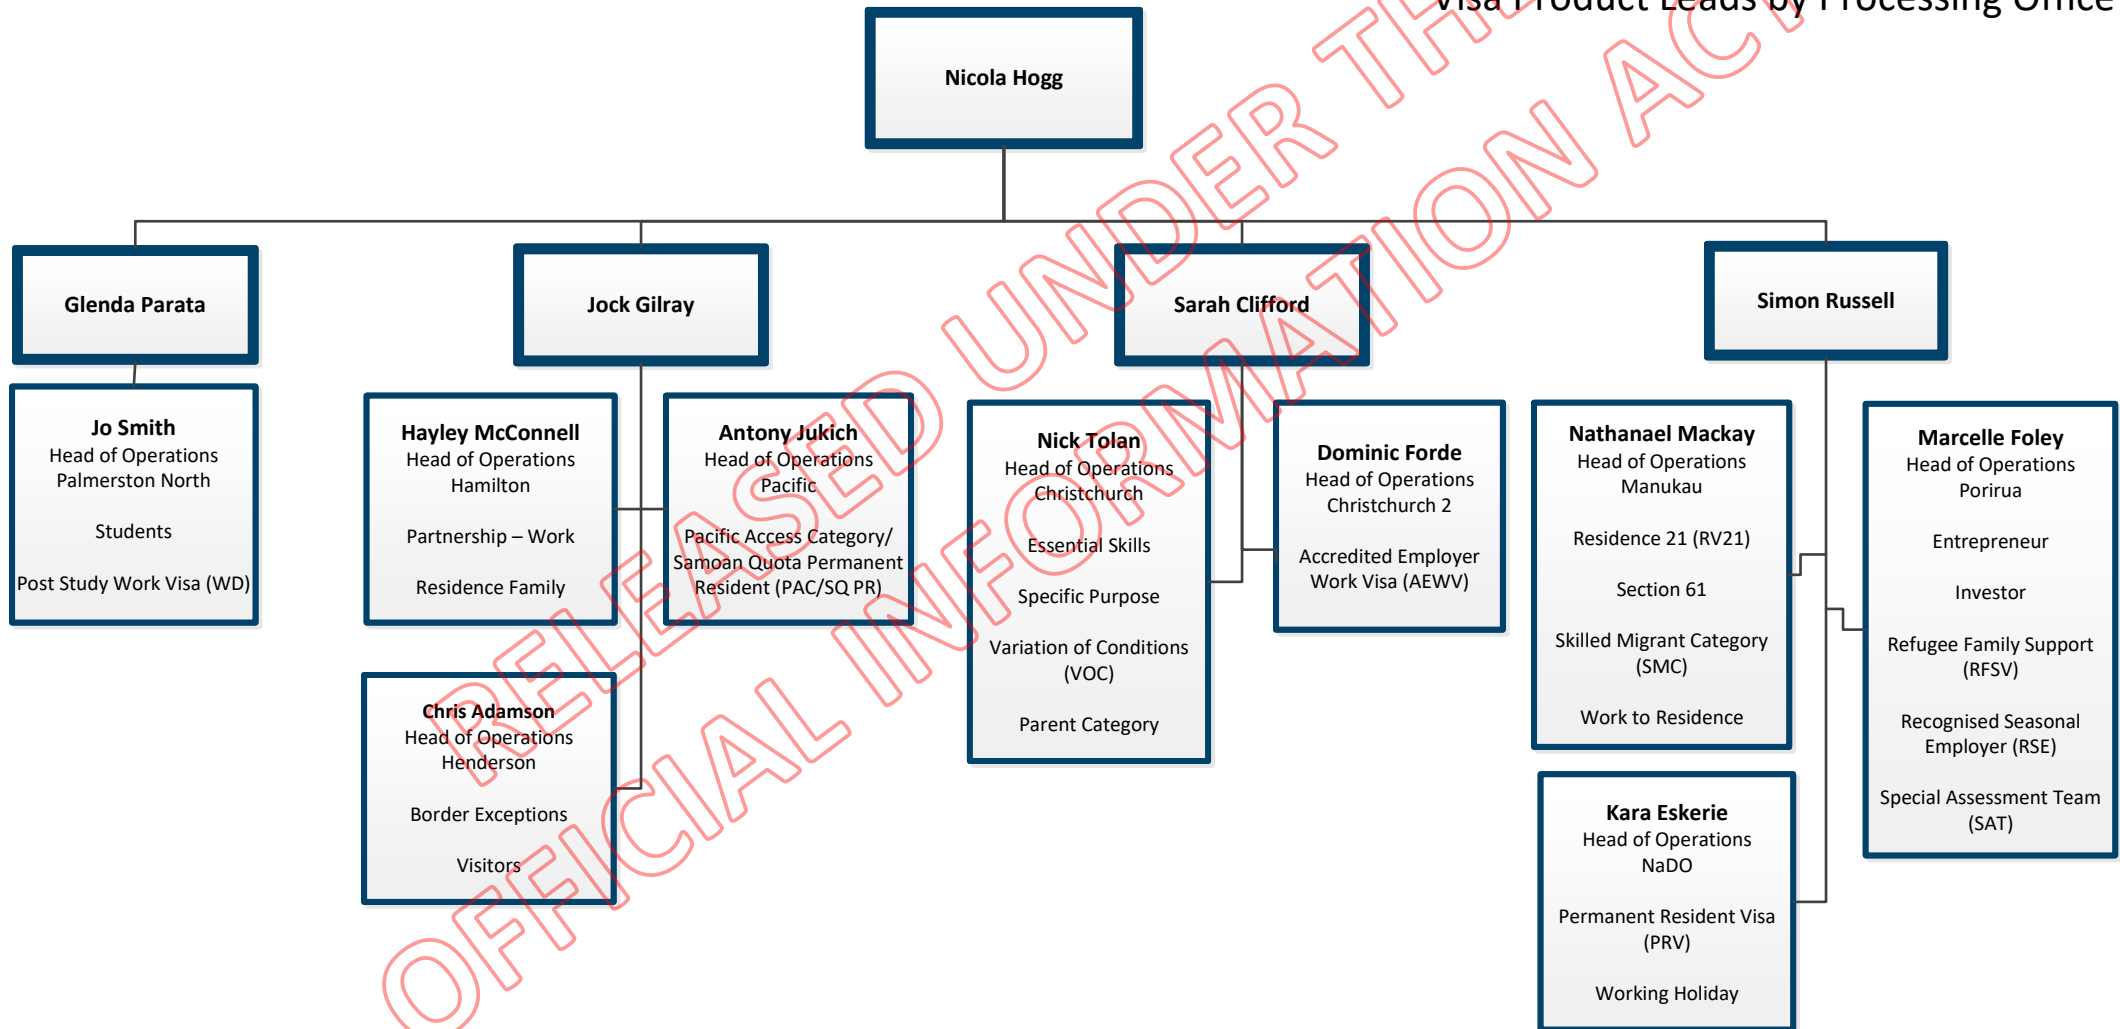 Visa Product Leads by Processing Office
Nicola Hogg
Glenda Parata
Jock Gilray
Sarah Clifford
Simon Russell
Jo Smith
Head of Operations
Palmerston North
Students
Post Study Work Visa (WD)
Hayley McConnell
Head of Operations
Hamilton
Partnership – Work
Residence Family
Antony Jukich
Head of Operations
Pacific
Pacific Access Category/
Samoan Quota Permanent
Resident (PAC/SQ PR)
Chris Adamson
Head of Operations
Henderson
Border Exceptions
Visitors
Nick Tolan
Head of Operations
Christchurch
Essential Skills
Specific Purpose
Variation of Conditions
(VOC)
Parent Category
Dominic Forde
Head of Operations
Christchurch 2
Accredited Employer
Work Visa (AEWV)
Nathanael Mackay
Head of Operations
Manukau
Residence 21 (RV21)
Section 61
Skilled Migrant Category
(SMC)
Work to Residence
Kara Eskerie
Head of Operations
NaDO
Permanent Resident Visa
(PRV)
Working Holiday
Marcelle Foley
Head of Operations
Porirua
Entrepreneur
Investor
Refugee Family Support
(RFSV)
Recognised Seasonal
Employer (RSE)
Special Assessment Team
(SAT)
RELEASED UNDER THE
OFFICIAL INFORMATION ACT